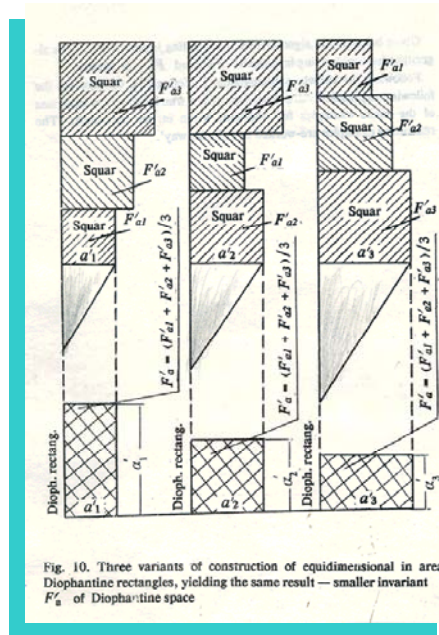 Squar
F'a3
Squar
F'a2
Squar
F'a1
a'1
F'a = (F'a1 + F'a2 + F'a3)/3
Dioph. rectang.
α'1
a'1
Squar
F'a3
Squar
F'a1
Squar
F'a2
a'2
F'a = (F'a1 + F'a2 + F'a3)/3
Dioph. rectang.
a'2
Squar
F'a1
Squar
F'a2
Squar
F'a3
a'3
F'a = (F'a1 + F'a2 + F'a3)/3
Dioph. rectang.
a'3
Fig. 10. Three variants of construction of equidimensional in area
Diophantine rectangles, yielding the same result — smaller invariant
F'a of Diophantine space